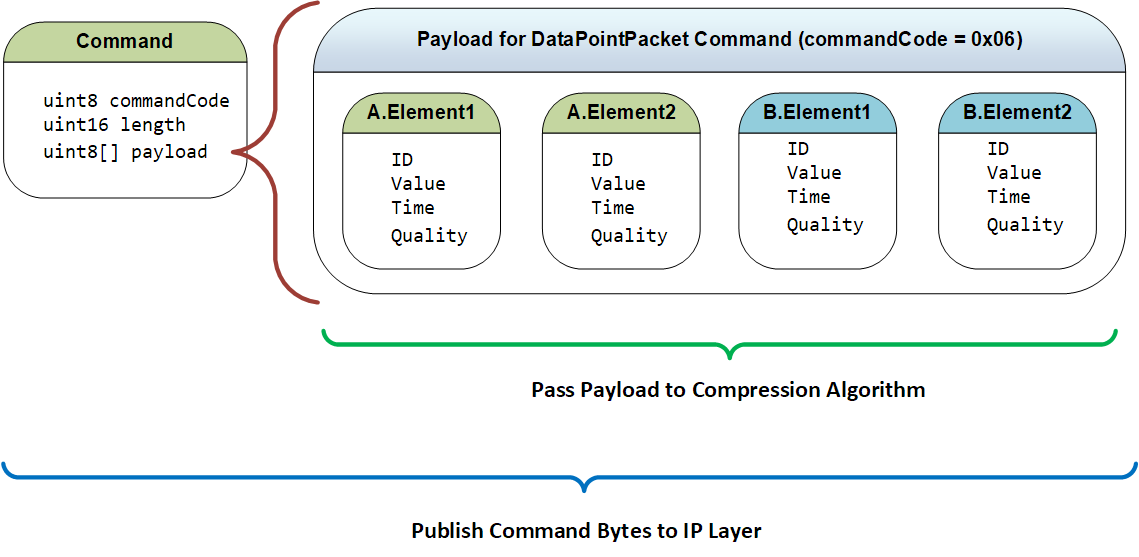 Command
uint8 commandCode
uint16 length
uint8[] payload
Payload for DataPointPacket Command (commandCode = 0x06)
A.Element1
ID
Value
Time
Quality
A.Element2
ID
Value
Time
Quality
B.Element1
ID
Value
Time
Quality
B.Element2
ID
Value
Time
Quality
Pass Payload to Compression Algorithm
Publish Command Bytes to IP Layer